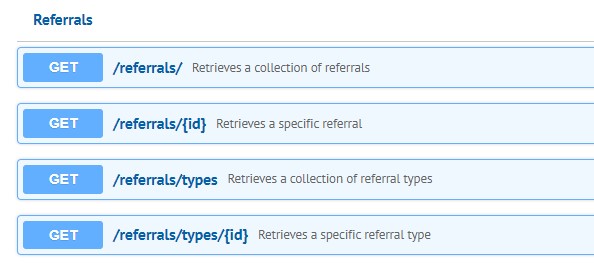 Referrals
GET /referrals/ Retrieves a collection of referrals
GET /referrals/{id} Retrieves a specific referral
GET /referrals/types Retrieves a collection of referral types
GET /referrals/types/{id} Retrieves a specific referral type